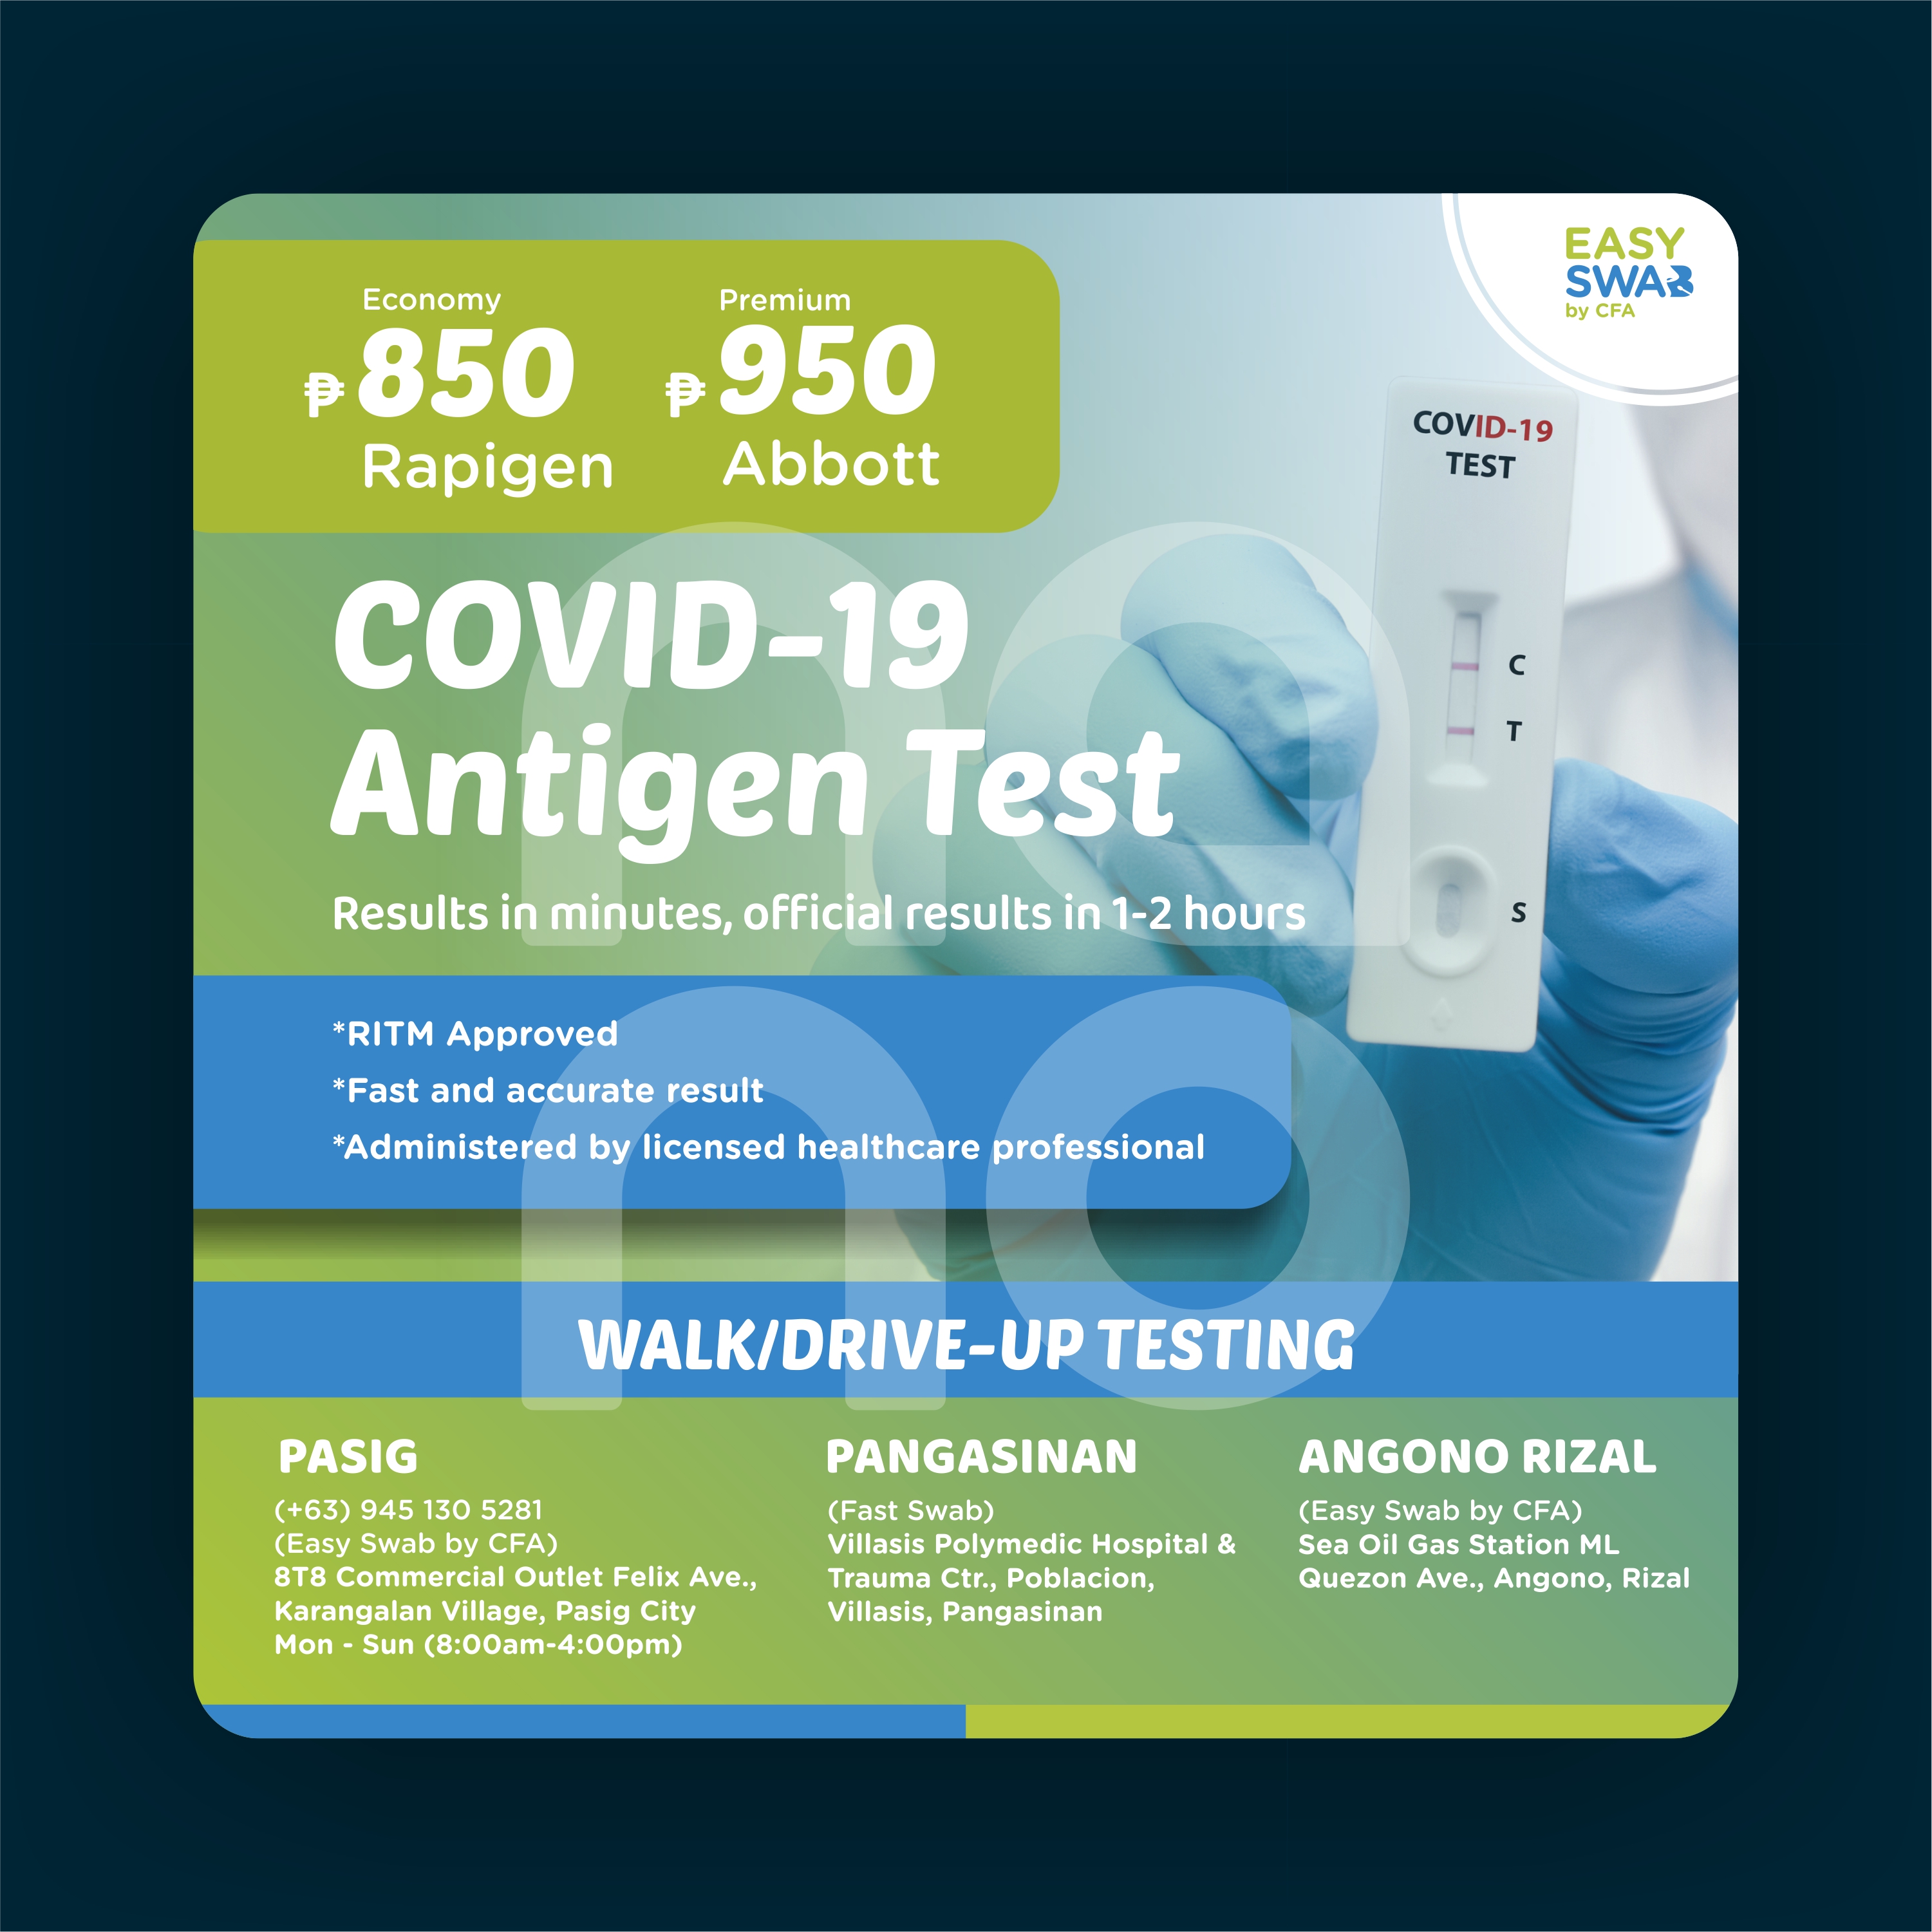 EASY
SWAB
by CFA
Economy
₱850
Rapigen
Premium
₱950
Abbott
COVID-19
TEST
C
T
S
COVID-19
Antigen Test
Results in minutes, official results in 1-2 hours
*RITM Approved
*Fast and accurate result
*Administered by licensed healthcare professional
WALK/DRIVE-UP TESTING
PASIG
(+63) 945 130 5281
(Easy Swab by CFA)
8T8 Commercial Outlet Felix Ave.,
Karangalan Village, Pasig City
Mon - Sun (8:00am-4:00pm)
PANGASINAN
(Fast Swab)
Villasis Polymedic Hospital &
Trauma Ctr., Poblacion,
Villasis, Pangasinan
ANGONO RIZAL
(Easy Swab by CFA)
Sea Oil Gas Station ML
Quezon Ave., Angono, Rizal